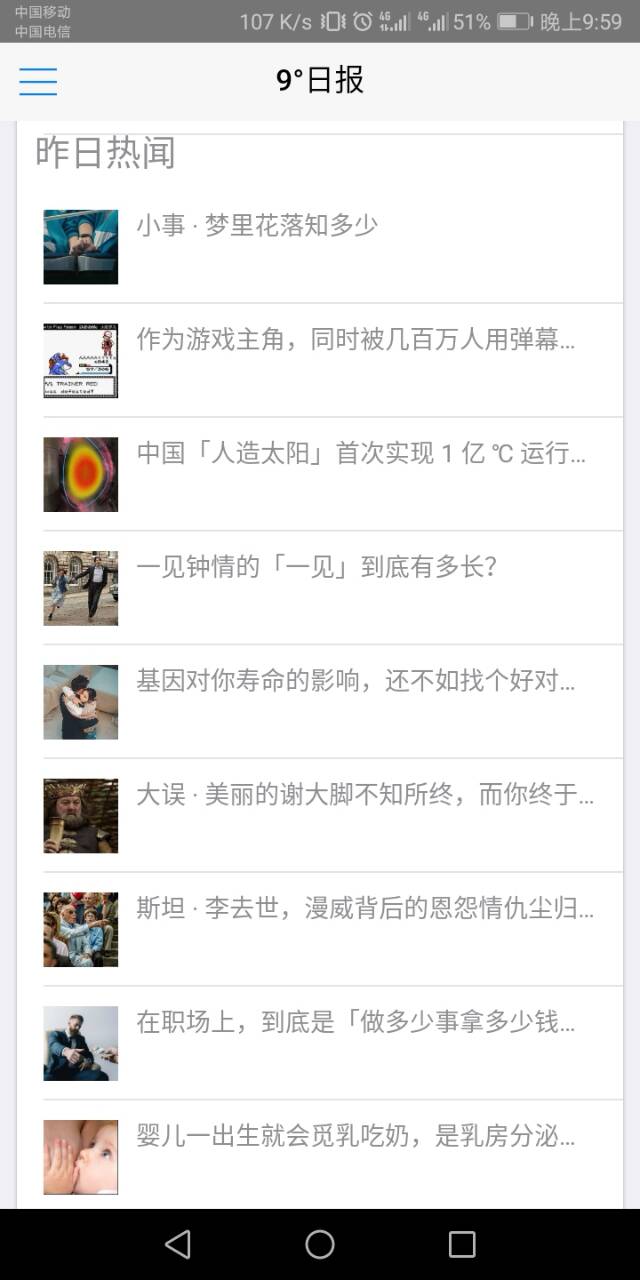 中国移动
中国电信
107 K/s 4G 4G 51% 晚上9:59
9°日报
昨日热闻
小事 · 梦里花落知多少
作为游戏主角，同时被几百万人用弹幕...
TRAINER RED
was defeated!
中国「人造太阳」首次实现 1 亿 ℃ 运行...
一见钟情的「一见」到底有多长？
基因对你寿命的影响，还不如找个好对...
大误 · 美丽的谢大脚不知所终，而你终于...
斯坦 · 李去世，漫威背后的恩怨情仇尘归...
在职场上，到底是「做多少事拿多少钱...
婴儿一出生就会觅乳吃奶，是乳房分泌...